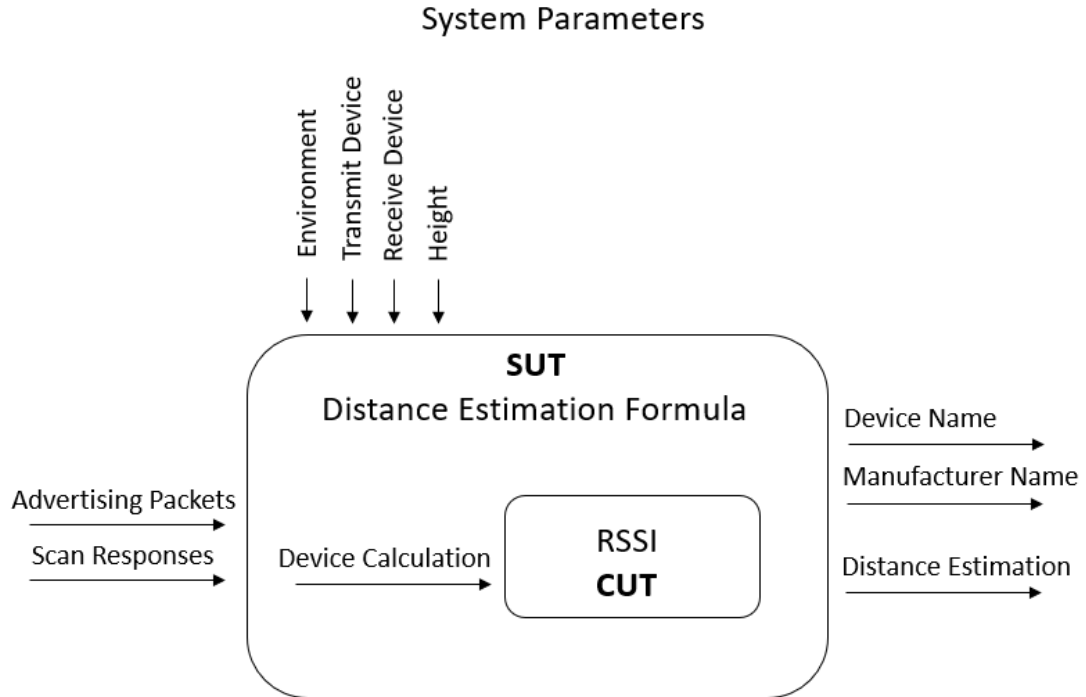 System Parameters
Environment
Transmit Device
Receive Device
Height
SUT
Distance Estimation Formula
Advertising Packets
Scan Responses
Device Calculation
RSSI
CUT
Device Name
Manufacturer Name
Distance Estimation